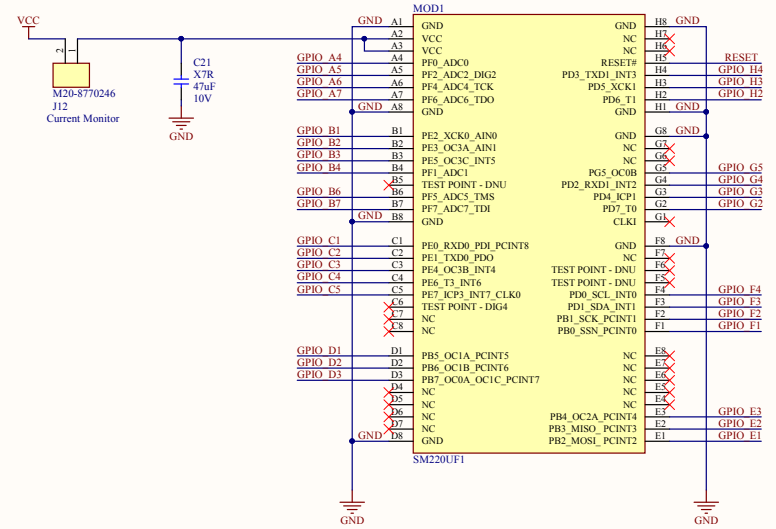 MOD1
VCC
2
1
M20-8770246
J12
Current Monitor
C21
X7R
47uF
10V
GND
GND A1 GND
A2 VCC
A3 VCC
GPIO_A4 A4 PF0_ADC0
GPIO_A5 A5 PF2_ADC2_DIG2
GPIO_A6 A6 PF4_ADC4_TCK
GPIO_A7 A7 PF6_ADC6_TDO
GND A8 GND
GPIO_B1 B1 PE2_XCK0_AIN0
GPIO_B2 B2 PE3_OC3A_AIN1
GPIO_B3 B3 PE5_OC3C_INT5
GPIO_B4 B4 PF1_ADC1
B5 TEST POINT - DNU
GPIO_B6 B6 PF5_ADC5_TMS
GPIO_B7 B7 PF7_ADC7_TDI
GND B8 GND
GPIO_C1 C1 PE0_RXD0_PDI_PCINT8
GPIO_C2 C2 PE1_TXD0_PDO
GPIO_C3 C3 PE4_OC3B_INT4
GPIO_C4 C4 PE6_T3_INT6
GPIO_C5 C5 PE7_ICP3_INT7_CLK0
C6 TEST POINT - DIG4
C7 NC
C8 NC
GPIO_D1 D1 PB5_OC1A_PCINT5
GPIO_D2 D2 PB6_OC1B_PCINT6
GPIO_D3 D3 PB7_OC0A_OC1C_PCINT7
D4 NC
D5 NC
D6 NC
D7 NC
GND D8 GND
GND H8 GND
NC H7
NC H6
RESET# H5 RESET
PD3_TXD1_INT3 H4 GPIO_H4
PD5_XCK1 H3 GPIO_H3
PD6_T1 H2 GPIO_H2
GND H1 GND
GND G8 GND
NC G7
NC G6
PG5_OC0B G5 GPIO_G5
PD2_RXD1_INT2 G4 GPIO_G4
PD4_ICP1 G3 GPIO_G3
PD7_T0 G2 GPIO_G2
CLKI G1
GND F8 GND
NC F7
TEST POINT - DNU F6
TEST POINT - DNU F5
PD0_SCL_INT0 F4 GPIO_F4
PD1_SDA_INT1 F3 GPIO_F3
PB1_SCK_PCINT1 F2 GPIO_F2
PB0_SSN_PCINT0 F1 GPIO_F1
NC E8
NC E7
NC E6
NC E5
NC E4
PB4_OC2A_PCINT4 E3 GPIO_E3
PB3_MISO_PCINT3 E2 GPIO_E2
PB2_MOSI_PCINT2 E1 GPIO_E1
SM220UF1
GND
GND